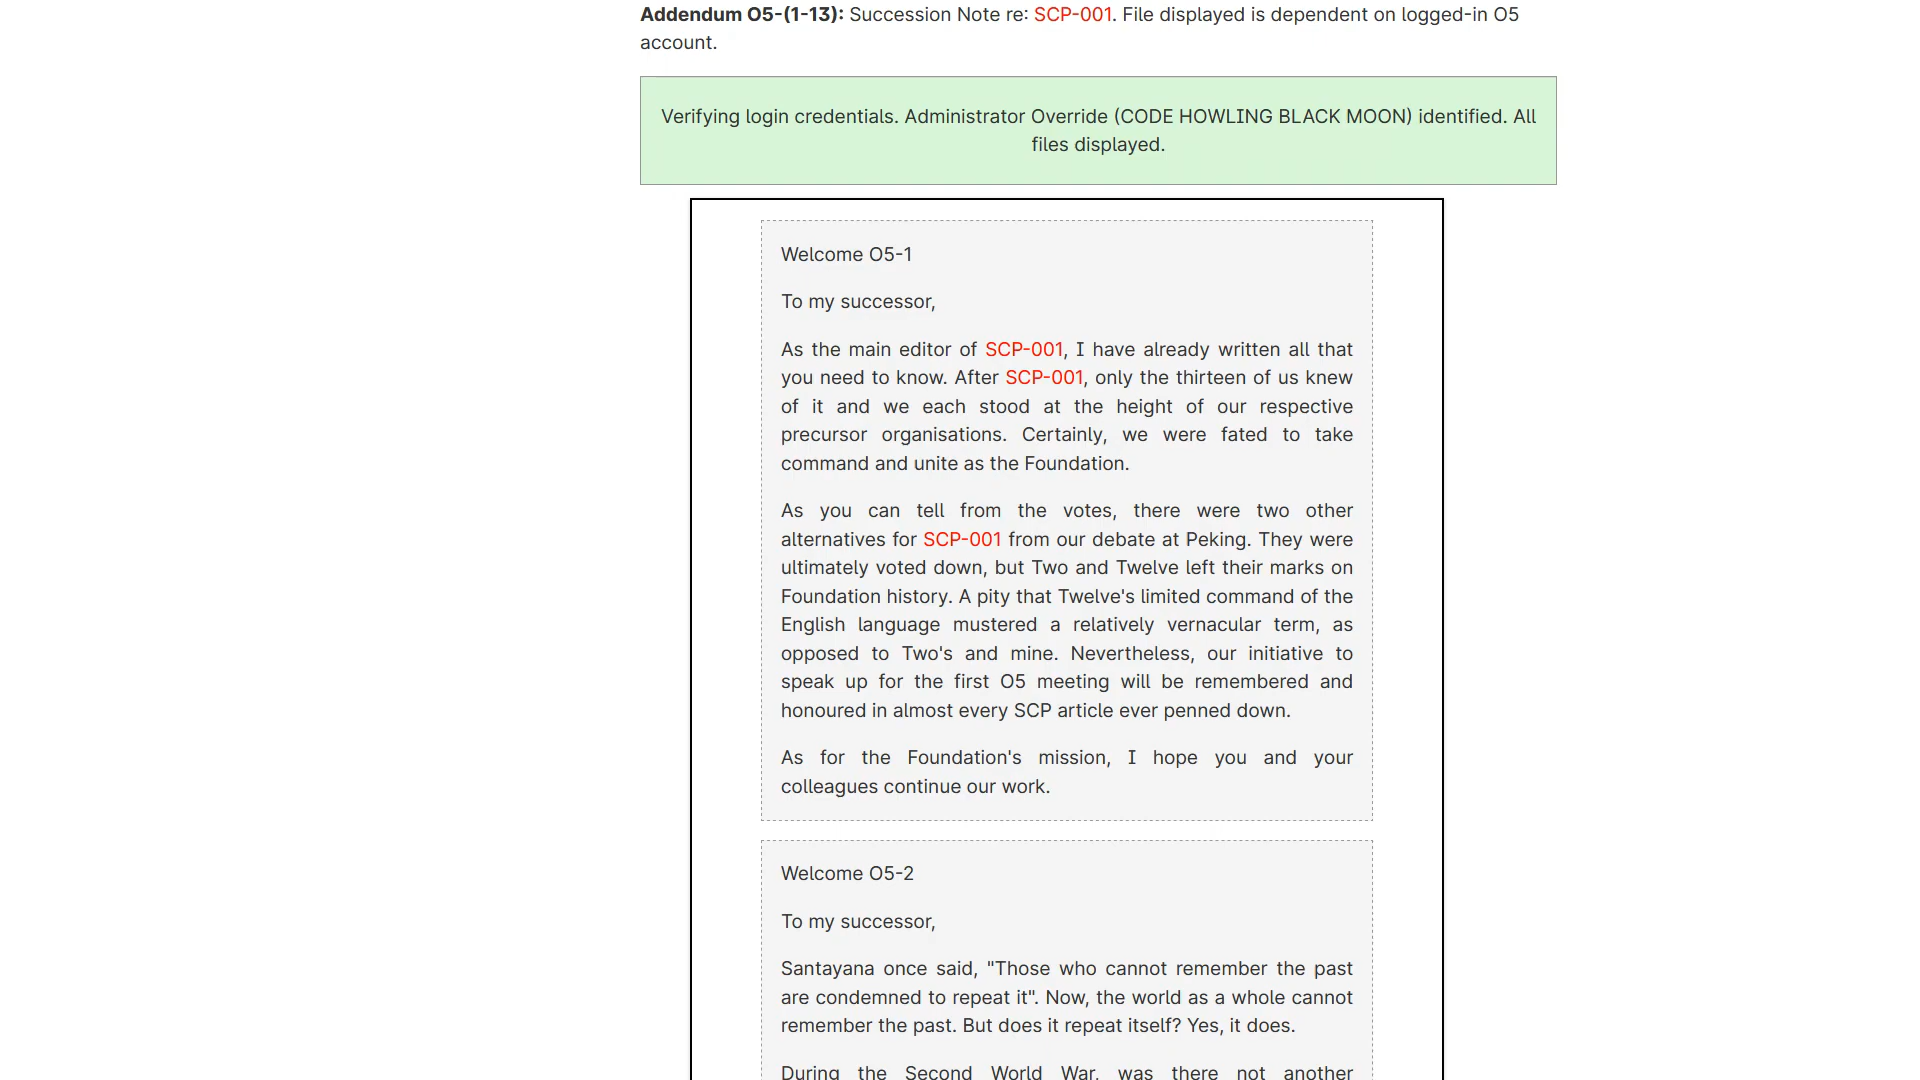 Addendum O5-(1-13): Succession Note re: SCP-001. File displayed is dependent on logged-in O5
account.
Verifying login credentials. Administrator Override (CODE HOWLING BLACK MOON) identified. All
files displayed.
Welcome O5-1
To my successor,
As the main editor of SCP-001, I have already written all that
you need to know. After SCP-001, only the thirteen of us knew
of it and we each stood at the height of our respective
precursor organisations. Certainly, we were fated to take
command and unite as the Foundation.
As you can tell from the votes, there were two other
alternatives for SCP-001 from our debate at Peking. They were
ultimately voted down, but Two and Twelve left their marks on
Foundation history. A pity that Twelve's limited command of the
English language mustered a relatively vernacular term, as
opposed to Two's and mine. Nevertheless, our initiative to
speak up for the first O5 meeting will be remembered and
honoured in almost every SCP article ever penned down.
As for the Foundation's mission, I hope you and your
colleagues continue our work.
Welcome O5-2
To my successor,
Santayana once said, "Those who cannot remember the past
are condemned to repeat it". Now, the world as a whole cannot
remember the past. But does it repeat itself? Yes, it does.
During the Second World War, was there not another